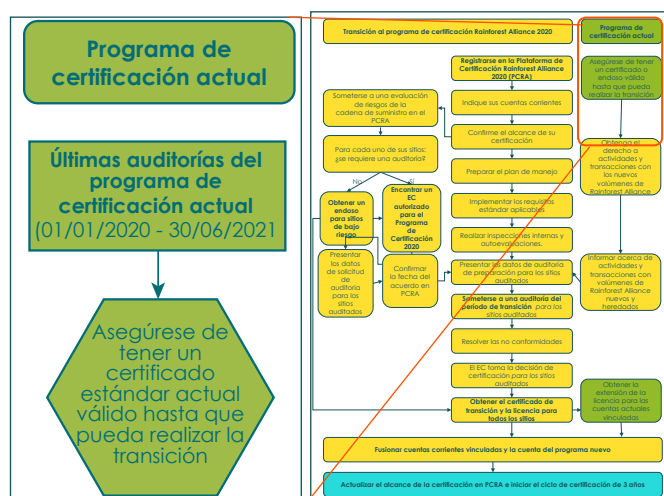 Programa de
certificación actual
Últimas auditorías del
programa de
certificación actual
(01/01/2020 - 30/06/2021
Asegúrese de
tener un
certificado
estándar actual
válido hasta que
pueda realizar la
transición
Transición al programa de certificación Rainforest Alliance 2020
Programa de
certificación actual
Registrarse en la Plataforma de
Certificación Rainforest Alliance
2020 (PCRA)
Asegúrese de tener
un certificado o
endoso válido
hasta que pueda
realizar la transición
Someterse a una evaluación de
riesgos de la
cadena de suministro en el
PCRA
Indique sus cuentas corrientes
Confirme el alcance de su
certificación
Para cada uno de sus sitios:
¿se requiere una auditoría?
Obtenga el
derecho a
actividades y
transacciones con
los nuevos
volúmenes de
Rainforest Alliance
Preparar el plan de manejo
No
Sí
Obtener un
endoso para
sitios de bajo
riesgo
Encontrar un
EC
autorizado
para el
Programa de
Certificación
2020
Implementar los requisitos
estándar aplicables.
Realizar inspecciones internas y
autoevaluaciones.
Presentar
los datos
de solicitud
de
auditoría
para los
sitios
auditados
Confirmar
la fecha del
acuerdo en
PCRA
Presentar los datos de auditoría
de preparación para los sitios
auditados
Informar acerca de
actividades y
transacciones con
volúmenes de
Rainforest Alliance
nuevos y
heredados
Someterse a una auditoría del
período de transición para los
sitios auditados
Resolver las no conformidades
El EC toma la decisión de
certificación para los sitios
auditados
Obtener el certificado de
transición y la licencia para
todos los sitios
Obtener la
extensión de la
licencia para las
cuentas actuales
vinculadas
Fusionar cuentas corrientes vinculadas y la cuenta del programa nuevo
Actualizar el alcance de la certificación en PCRA e iniciar el ciclo de certificación de 3 años